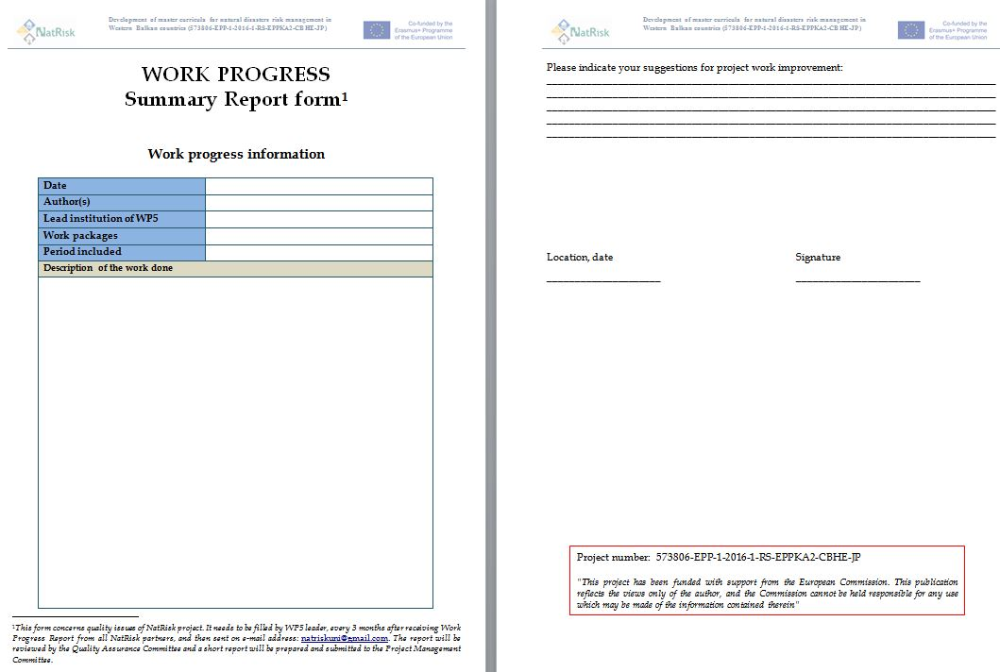 NatRisk
Development of master curricula for natural disasters risk management in
Western Balkan countries (573806-EPP-1-2016-1-RS-EPPKA2-CBHE-JP)
Co-funded by the
Erasmus+ Programme
of the European Union
WORK PROGRESS
Summary Report form¹
Work progress information
Date
Author(s)
Lead institution of WP5
Work packages
Period included
Description of the work done
¹This form concerns quality issues of NatRisk project. It needs to be filled by WP5 leader, every 3 months after receiving Work
Progress Report from all NatRisk partners, and then sent on e-mail address: natriskuni@gmail.com. The report will be
reviewed by the Quality Assurance Committee and a short report will be prepared and submitted to the Project Management
Committee.
NatRisk
Development of master curricula for natural disasters risk management in
Western Balkan countries (573806-EPP-1-2016-1-RS-EPPKA2-CBHE-JP)
Co-funded by the
Erasmus+ Programme
of the European Union
Please indicate your suggestions for project work improvement:
Location, date Signature
Project number: 573806-EPP-1-2016-1-RS-EPPKA2-CBHE-JP
"This project has been funded with support from the European Commission. This publication
reflects the views only of the author, and the Commission cannot be held responsible for any use
which may be made of the information contained therein"